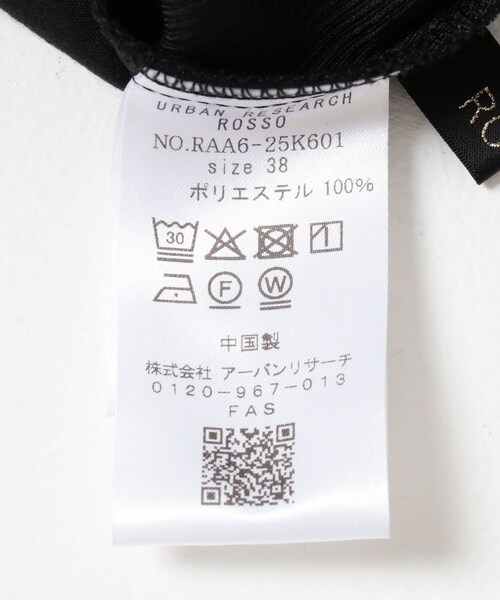 URBAN RESEARCH
ROSSO
NO.RAA6-25K601
size 38
ポリエステル 100%
30
F W
中国製
株式会社 アーバンリサーチ
0120-967-013
FAS
RO